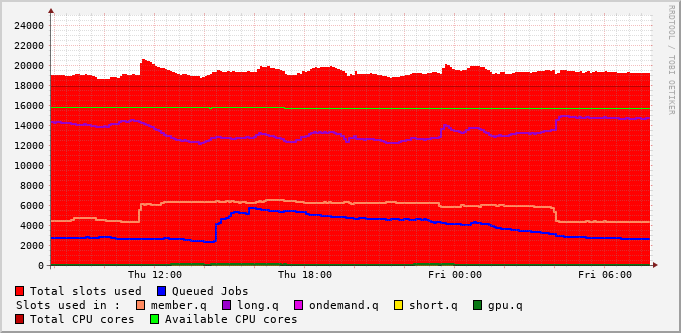 RRDTOOL / TOBI OETIKER
24000
22000
20000
18000
16000
14000
12000
10000
8000
6000
4000
2000
0
Thu 12:00 Thu 18:00 Fri 00:00 Fri 06:00
Total slots used Queued Jobs
Slots used in : member.q long.q ondemand.q short.q gpu.q
Total CPU cores Available CPU cores